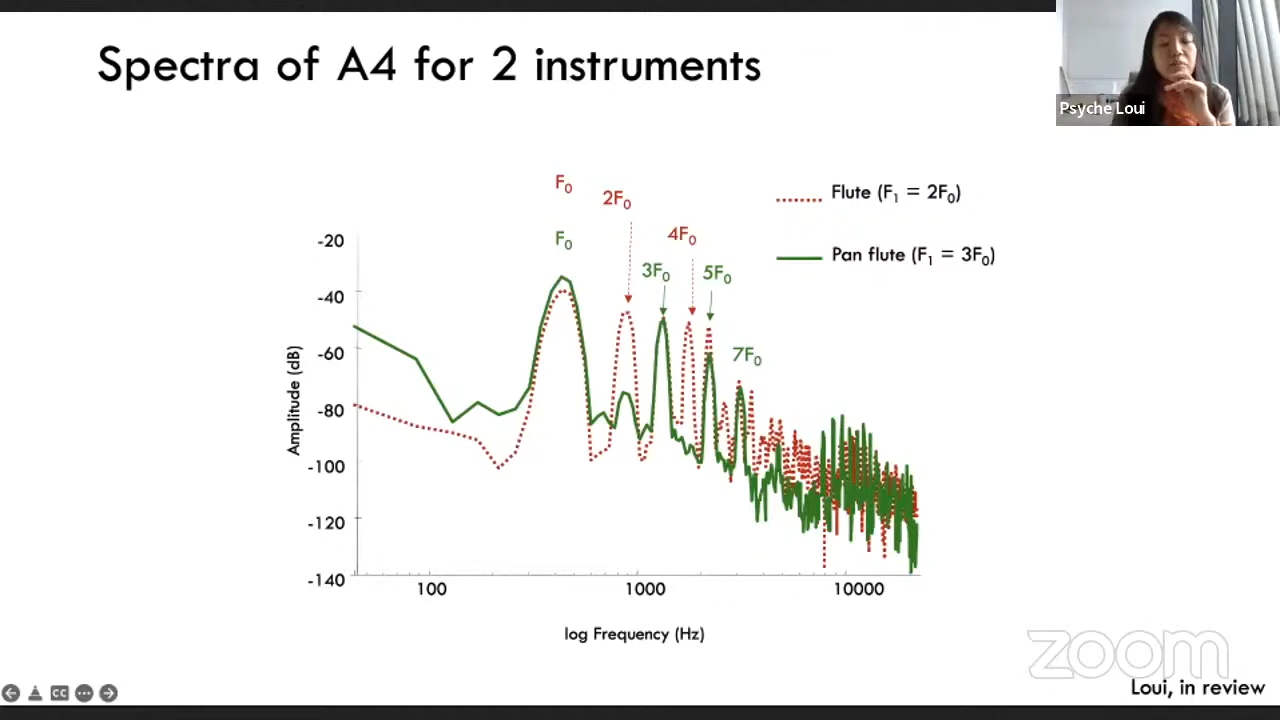 Spectra of A4 for 2 instruments
Psyche Loui
F₀
2F₀
4F₀
F₀
3F₀
5F₀
7F₀
Flute (F₁ = 2F₀)
Pan flute (F₁ = 3F₀)
Amplitude (dB)
-20
-40
-60
-80
-100
-120
-140
100 1000 10000
log Frequency (Hz)
zoom
Loui, in review
CC